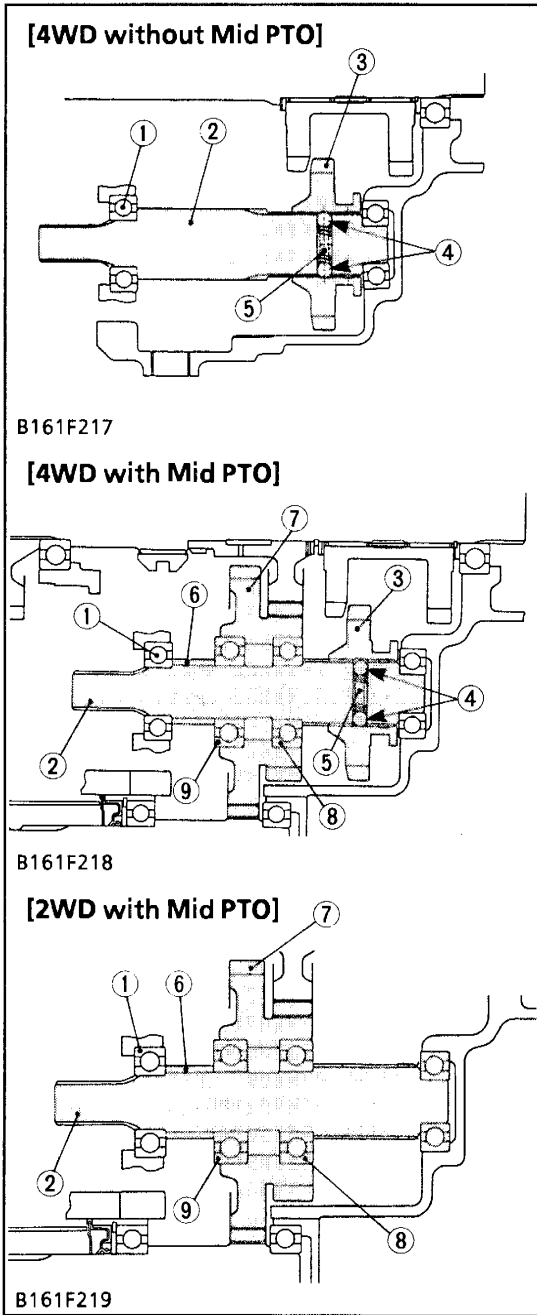 [4WD without Mid PTO]
③
① ②
④
⑤
B161F217
[4WD with Mid PTO]
⑦
⑥ ③
①
④
⑤
②
⑨ ⑧
B161F218
[2WD with Mid PTO]
⑦
① ⑥
②
⑨ ⑧
B161F219